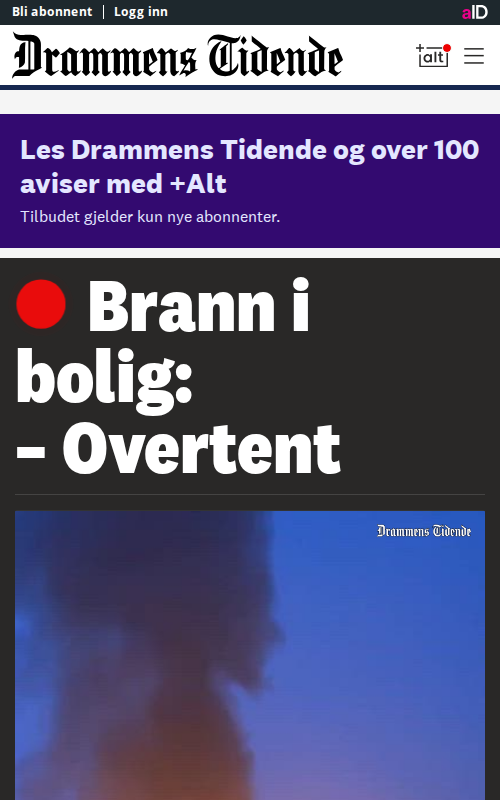 Bli abonnent
Logg inn
aID
Drammens Tidende
+alt
Les Drammens Tidende og over 100
aviser med +Alt
Tilbudet gjelder kun nye abonnenter.
Brann i
bolig:
– Overtent
Drammens Tidende